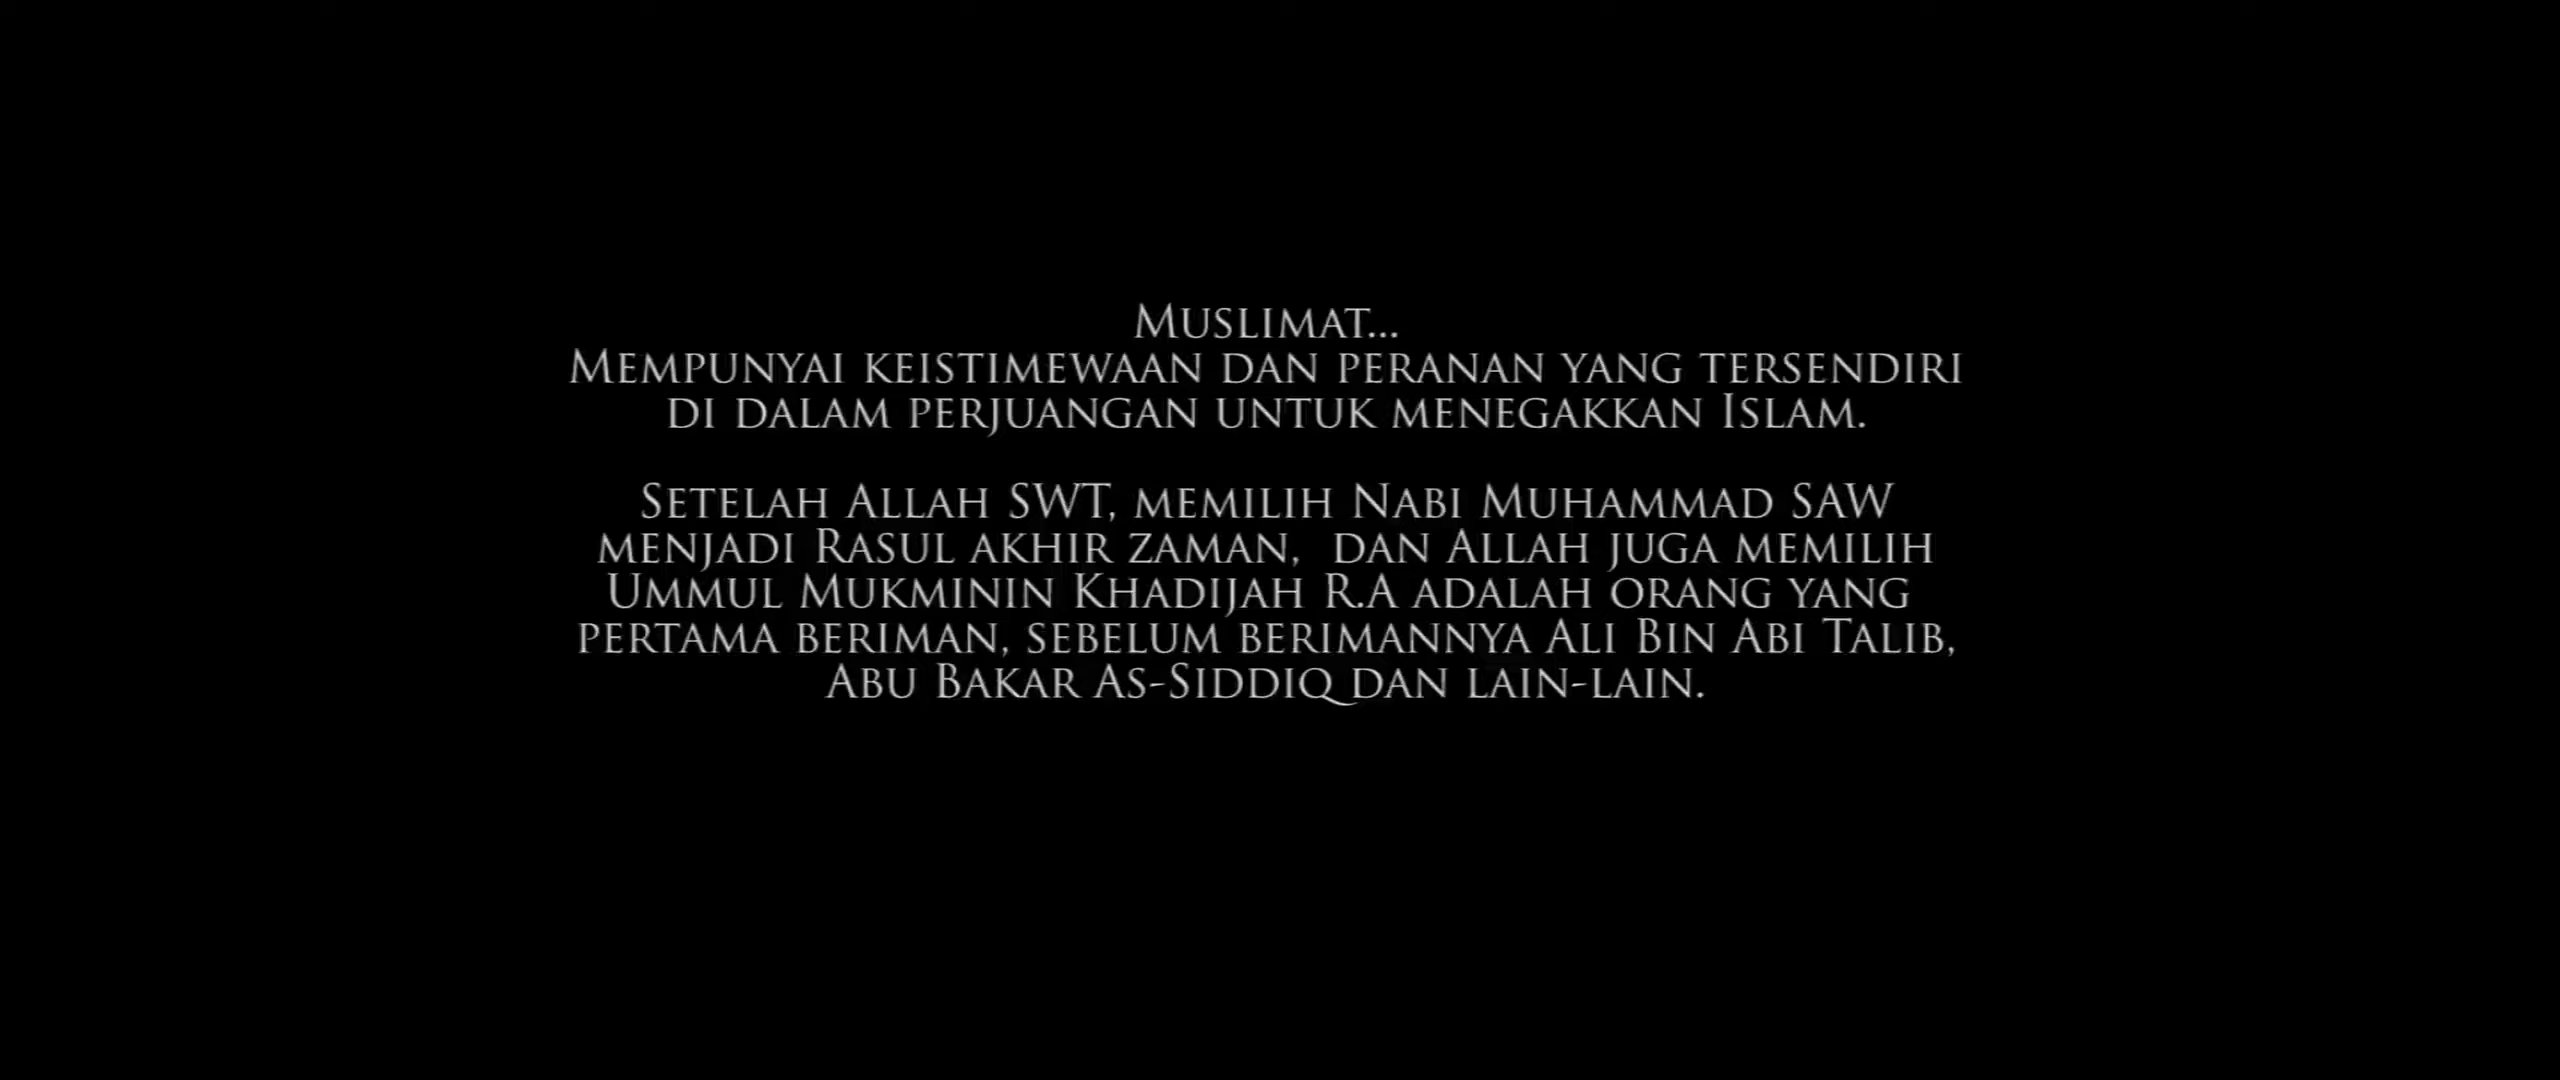 Muslimat...
Mempunyai keistimewaan dan peranan yang tersendiri
di dalam perjuangan untuk menegakkan Islam.
Setelah Allah SWT, memilih Nabi Muhammad SAW
menjadi Rasul akhir zaman,  dan Allah juga memilih
Ummul Mukminin Khadijah R.A adalah orang yang
pertama beriman, sebelum berimannya Ali Bin Abi Talib,
Abu Bakar As-Siddiq dan lain-lain.